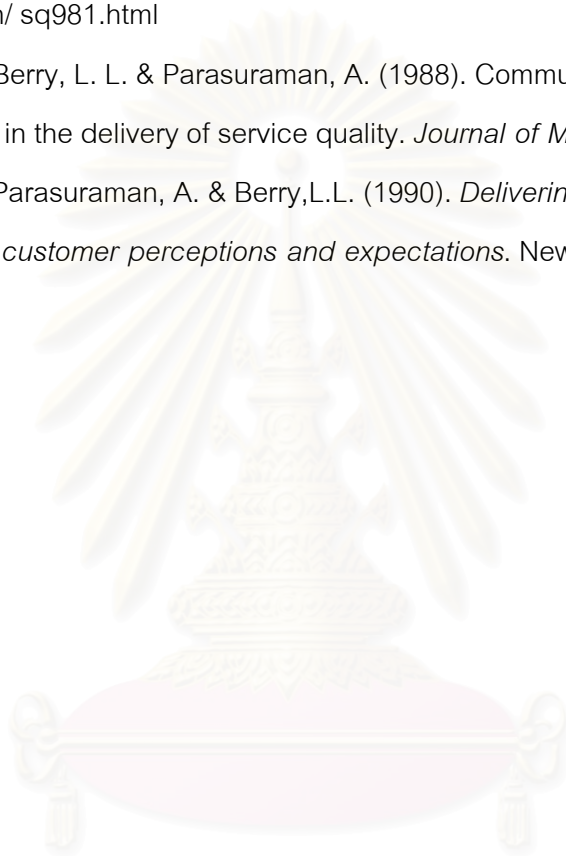 / sq981.html
Berry, L. L. & Parasuraman, A. (1988). Commu
in the delivery of service quality. Journal of M
Parasuraman, A. & Berry,L.L. (1990). Deliverin
customer perceptions and expectations. New